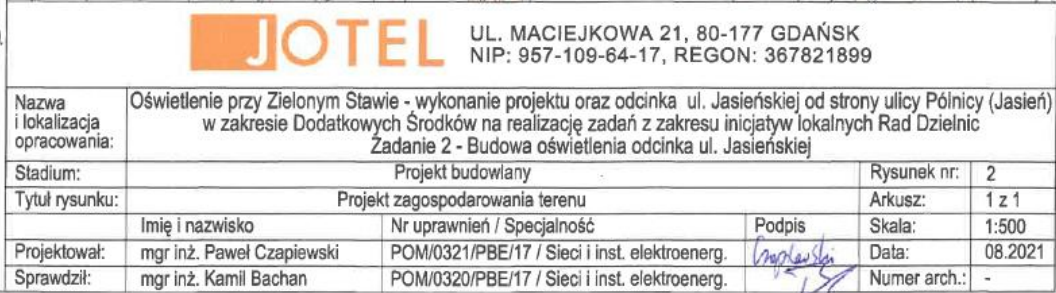 JOTEL
UL. MACIEJKOWA 21, 80-177 GDAŃSK
NIP: 957-109-64-17, REGON: 367821899
Nazwa i lokalizacja opracowania:
Oświetlenie przy Zielonym Stawie - wykonanie projektu oraz odcinka ul. Jasieńskiej od strony ulicy Pólnicy (Jasień)
w zakresie Dodatkowych Środków na realizację zadań z zakresu inicjatyw lokalnych Rad Dzielnic
Zadanie 2 - Budowa oświetlenia odcinka ul. Jasieńskiej
Stadium: Projekt budowlany Rysunek nr: 2
Tytuł rysunku: Projekt zagospodarowania terenu Arkusz: 1 z 1
Imię i nazwisko Nr uprawnień / Specjalność Podpis Skala: 1:500
Projektował: mgr inż. Paweł Czapiewski POM/0321/PBE/17 / Sieci i inst. elektroenerg. Czapiewski Data: 08.2021
Sprawdził: mgr inż. Kamil Bachan POM/0320/PBE/17 / Sieci i inst. elektroenerg. Numer arch.: -